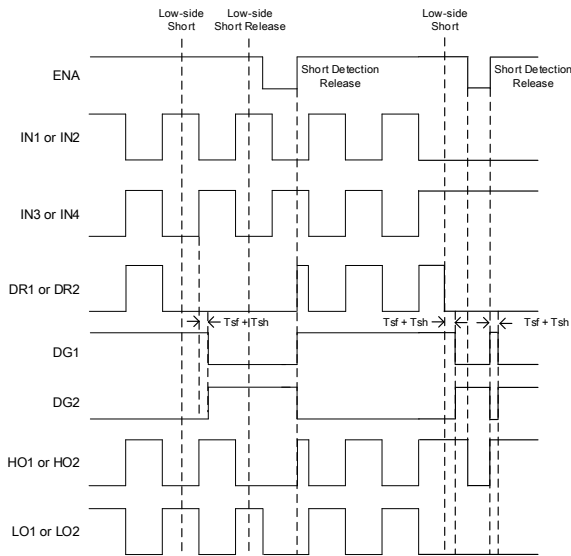 Low-side
Short
Low-side
Short Release
Low-side
Short
ENA
Short Detection
Release
Short Detection
Release
IN1 or IN2
IN3 or IN4
DR1 or DR2
Tsf + Tsh
Tsf + Tsh
Tsf + Tsh
DG1
DG2
HO1 or HO2
LO1 or LO2